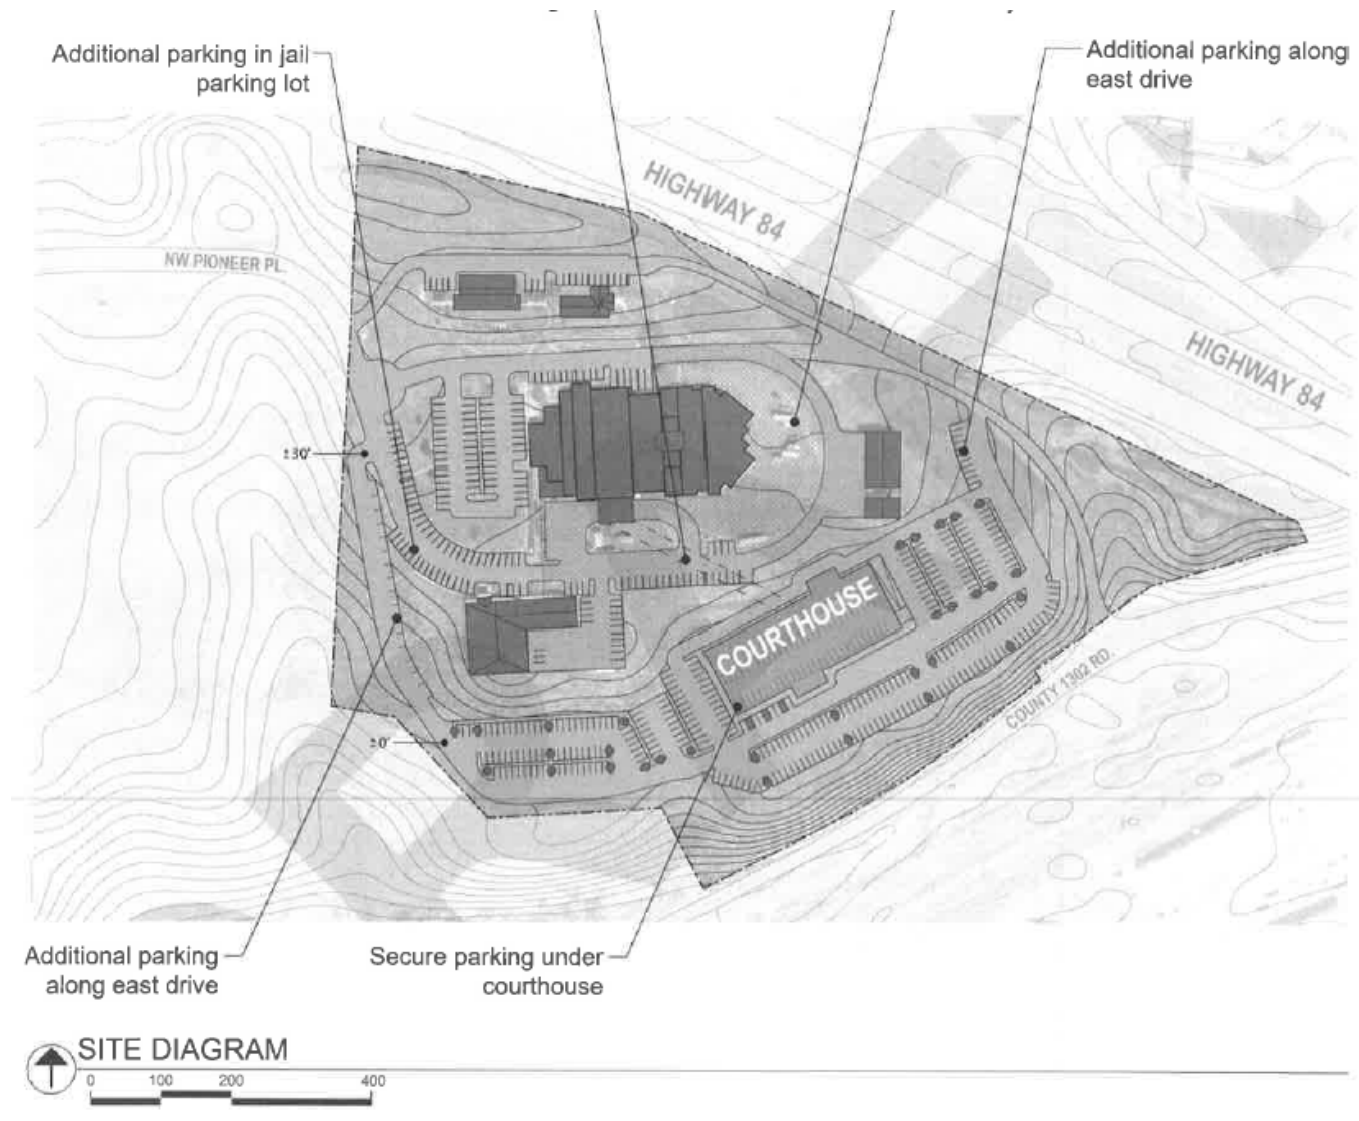 Additional parking in jail
parking lot
Additional parking along
east drive
HIGHWAY 84
NW PIONEER PL.
HIGHWAY 84
±30'
COURTHOUSE
COUNTY 1302 RD.
±0'
Additional parking
along east drive
Secure parking under
courthouse
SITE DIAGRAM
0 100 200 400